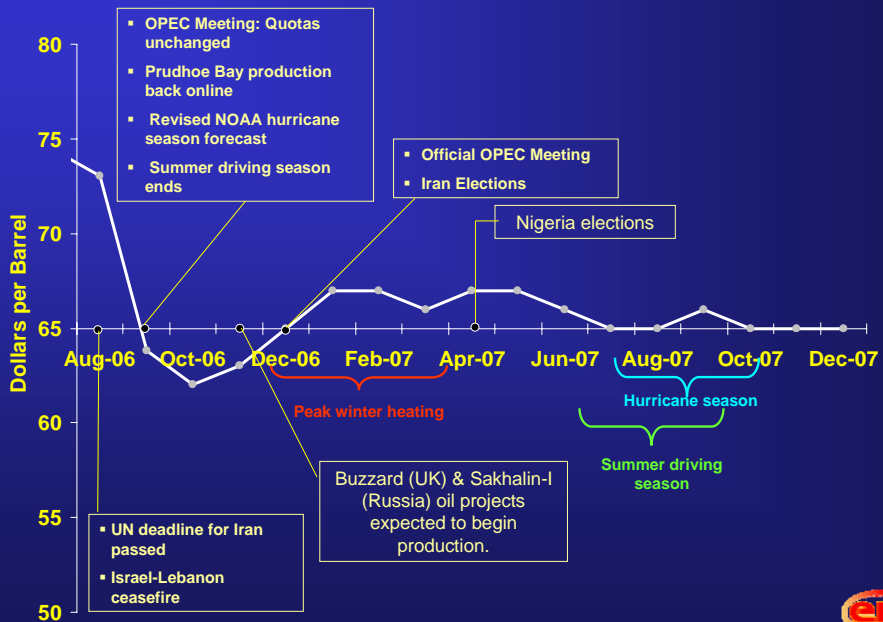 ▪ OPEC Meeting: Quotas
unchanged
▪ Prudhoe Bay production
back online
▪ Revised NOAA hurricane
season forecast
▪ Summer driving season
ends
▪ Official OPEC Meeting
▪ Iran Elections
Nigeria elections
Dollars per Barrel
80
75
70
65
60
55
50
Aug-06
Oct-06
Dec-06
Feb-07
Apr-07
Jun-07
Aug-07
Oct-07
Dec-07
Peak winter heating
Hurricane season
Summer driving
season
Buzzard (UK) & Sakhalin-I
(Russia) oil projects
expected to begin
production.
▪ UN deadline for Iran
passed
▪ Israel-Lebanon
ceasefire